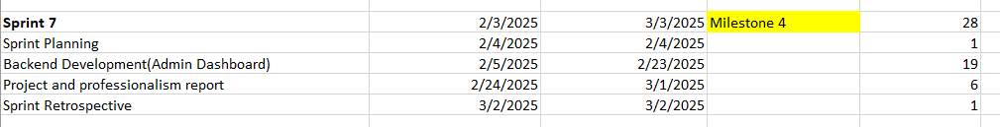 Sprint 7 2/3/2025 3/3/2025 Milestone 4 28
Sprint Planning 2/4/2025 2/4/2025 1
Backend Development(Admin Dashboard) 2/5/2025 2/23/2025 19
Project and professionalism report 2/24/2025 3/1/2025 6
Sprint Retrospective 3/2/2025 3/2/2025 1